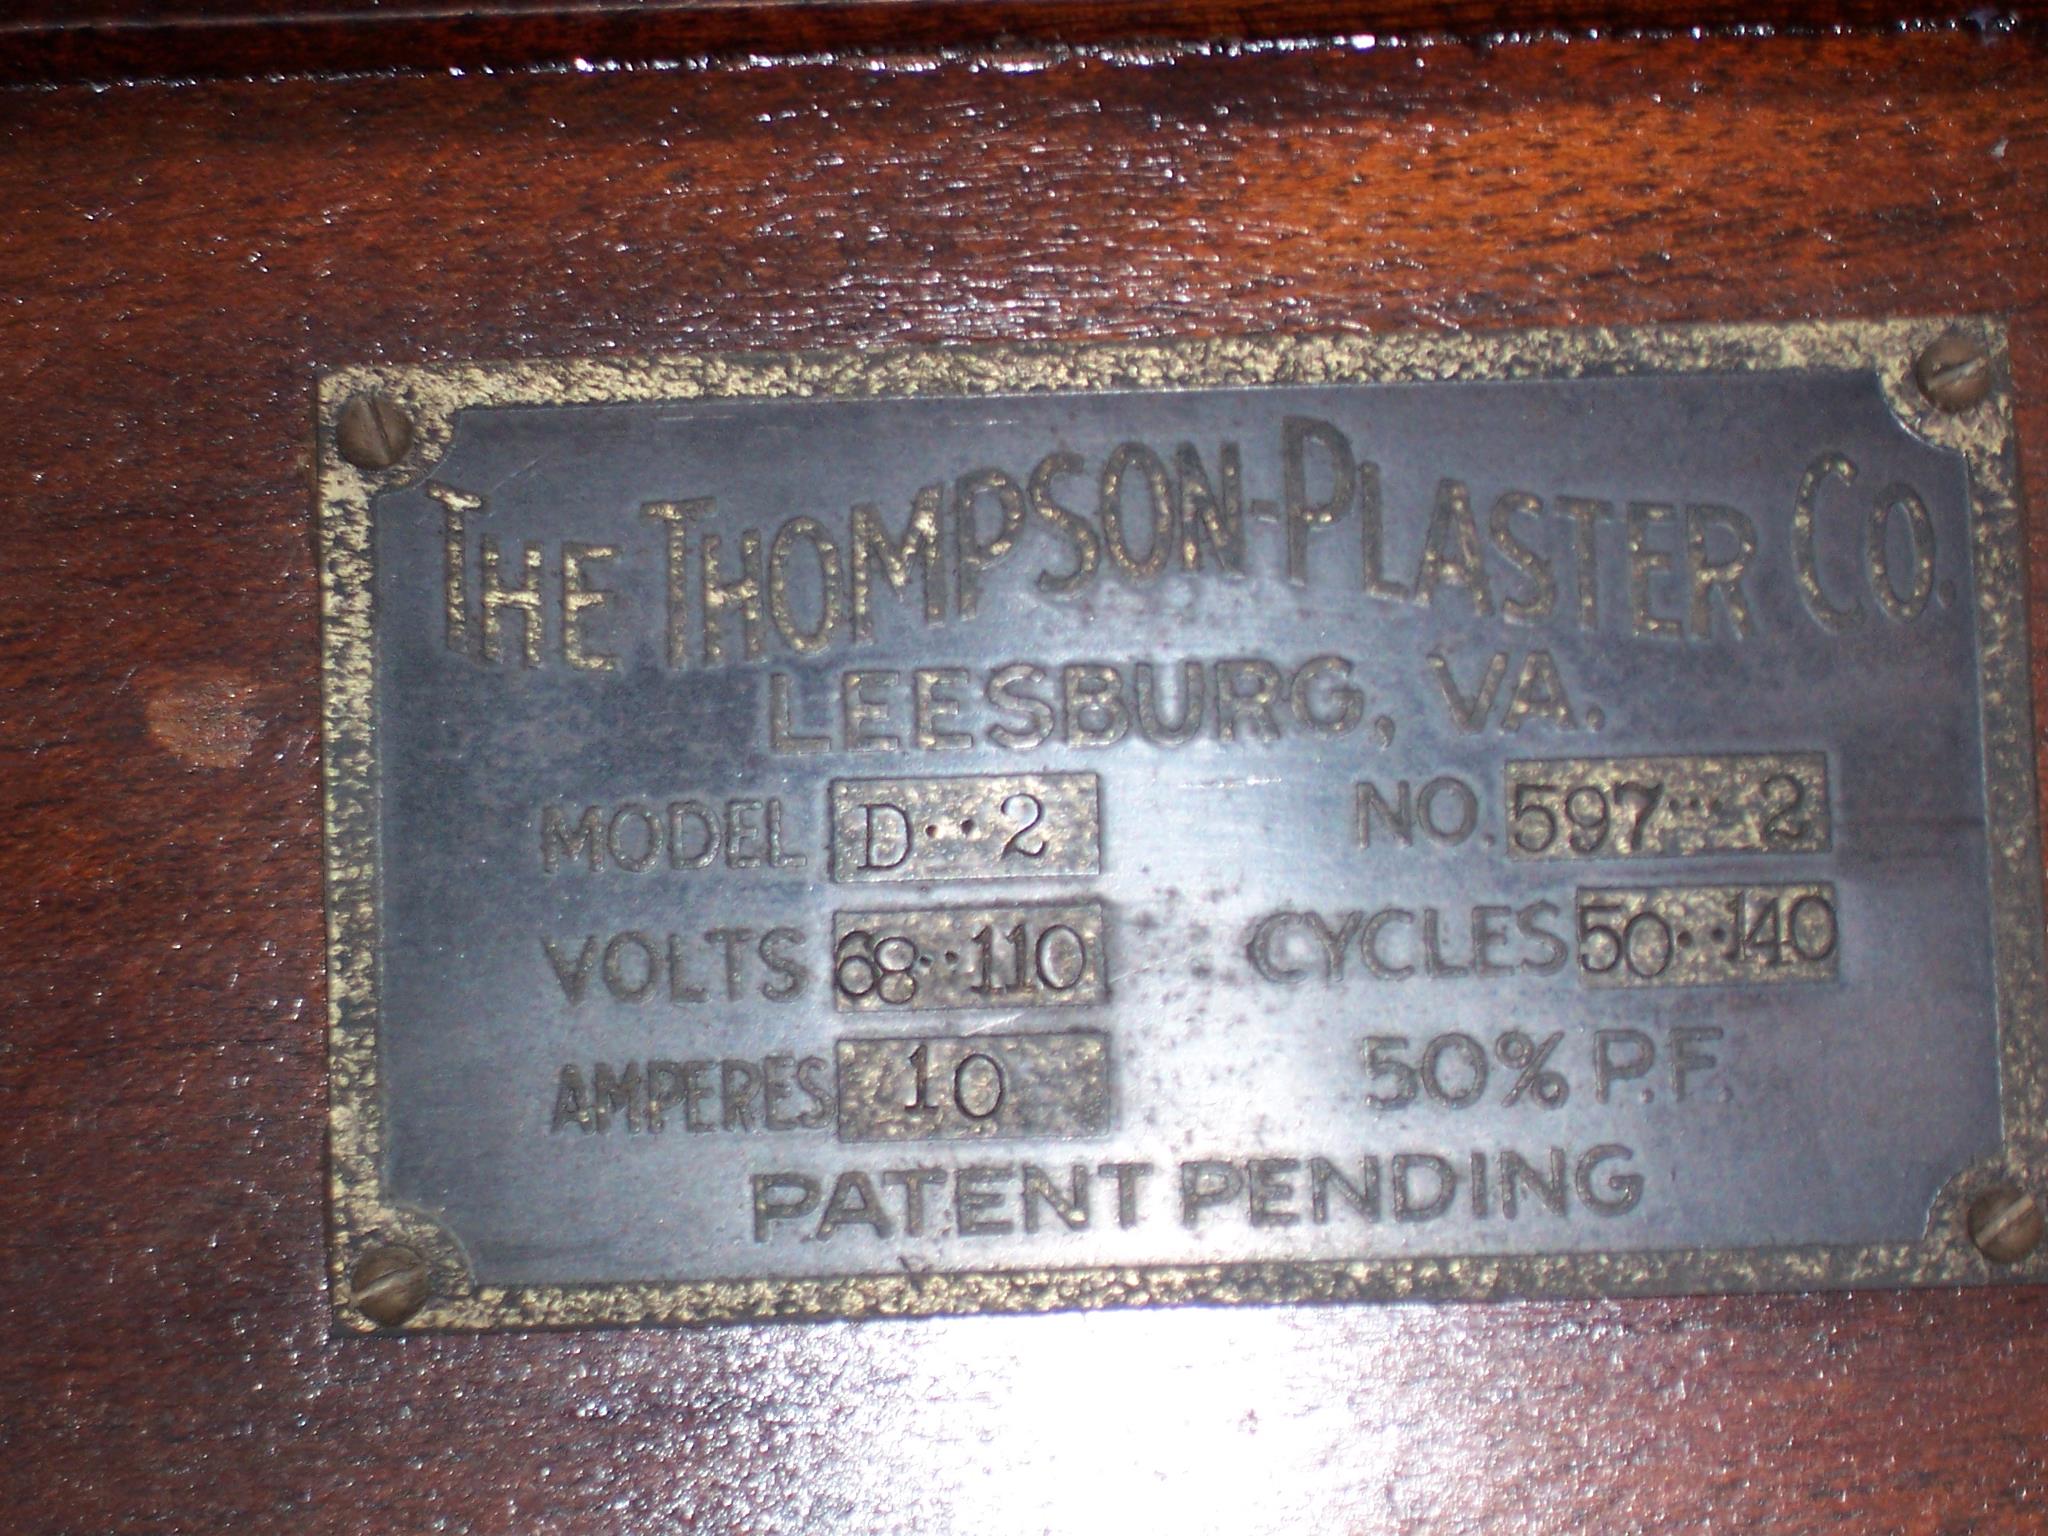 THE THOMPSON-PLASTER CO.
LEESBURG, VA.
MODEL D··2 NO. 597··· 2
VOLTS 68··110 CYCLES 50··140
AMPERES 10 50% P.F.
PATENT PENDING